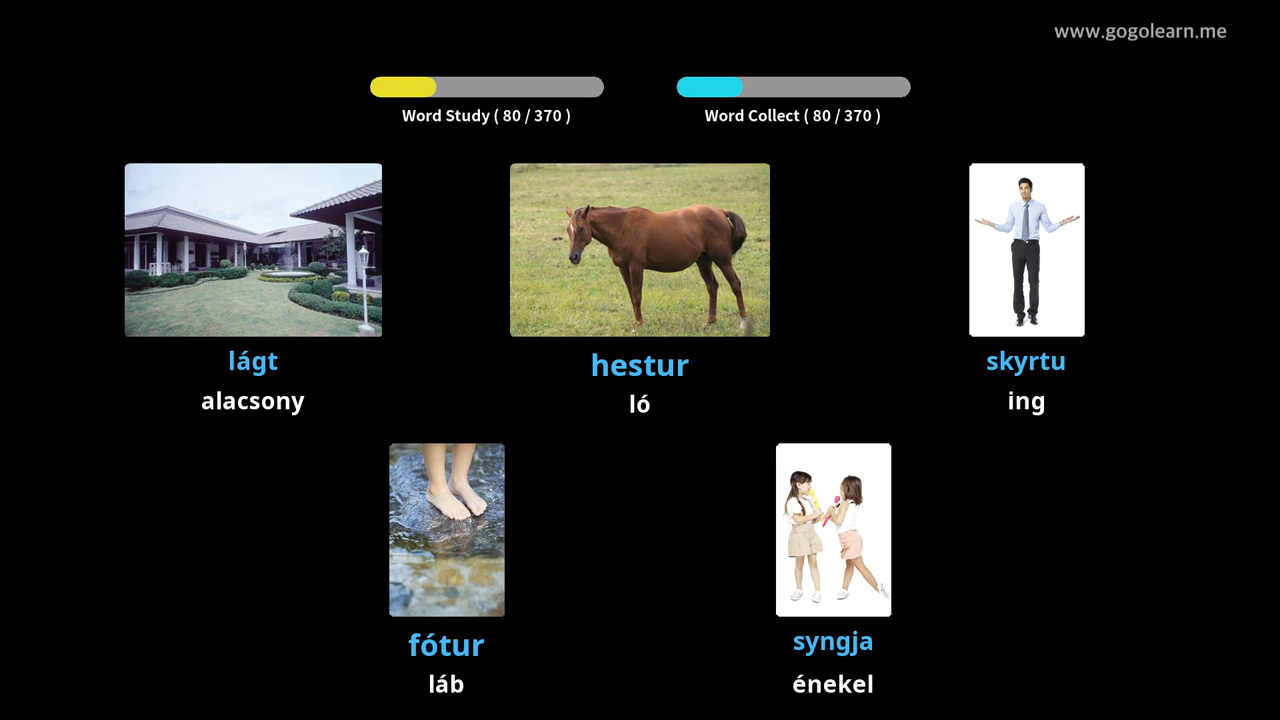 www.gogolearn.me
Word Study ( 80 / 370 )
Word Collect ( 80 / 370 )
lágt
alacsony
hestur
ló
skyrtu
ing
fótur
láb
syngja
énekel